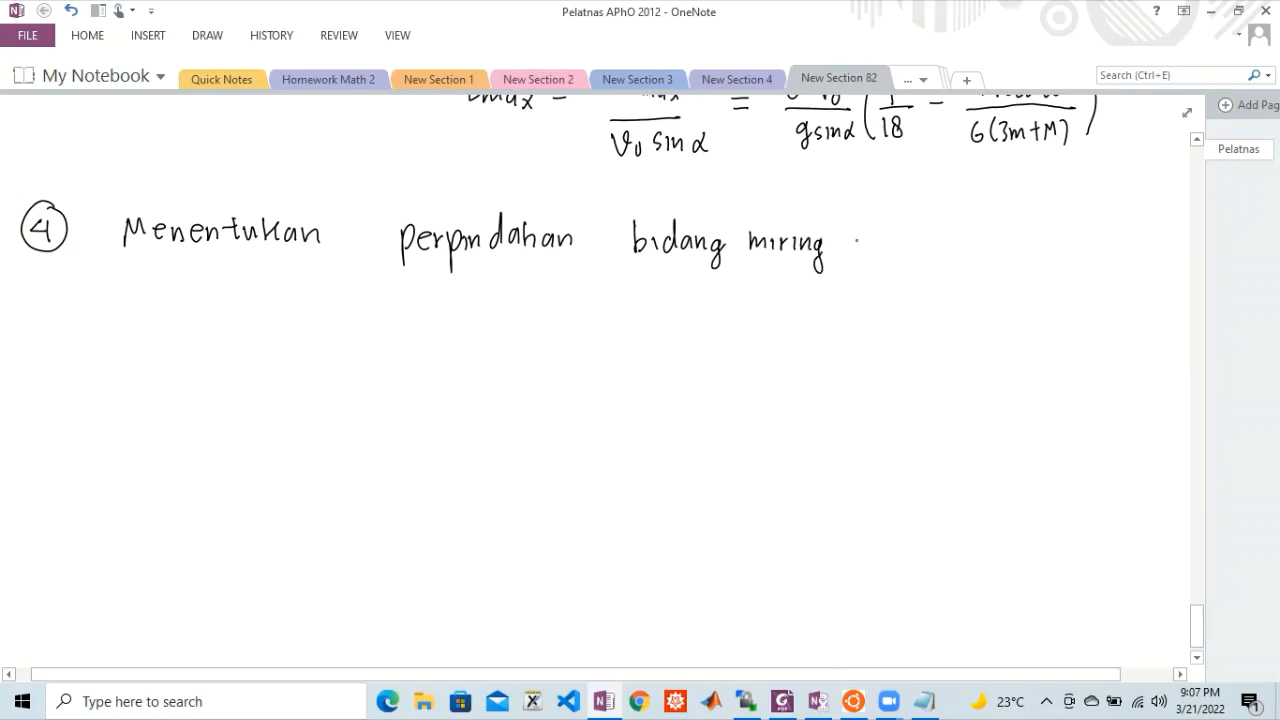 Pelatnas APhO 2012 - OneNote
FILE HOME INSERT DRAW HISTORY REVIEW VIEW
My Notebook Quick Notes Homework Math 2 New Section 1 New Section 2 New Section 3 New Section 4 New Section 82 ... + Search (Ctrl+E)
Add Pag
Pelatnas
= 
v₀ sin α g sinα 18 6(3m+M)
④ Menentukan perpindahan bidang miring
Type here to search 23°C 9:07 PM
3/21/2022